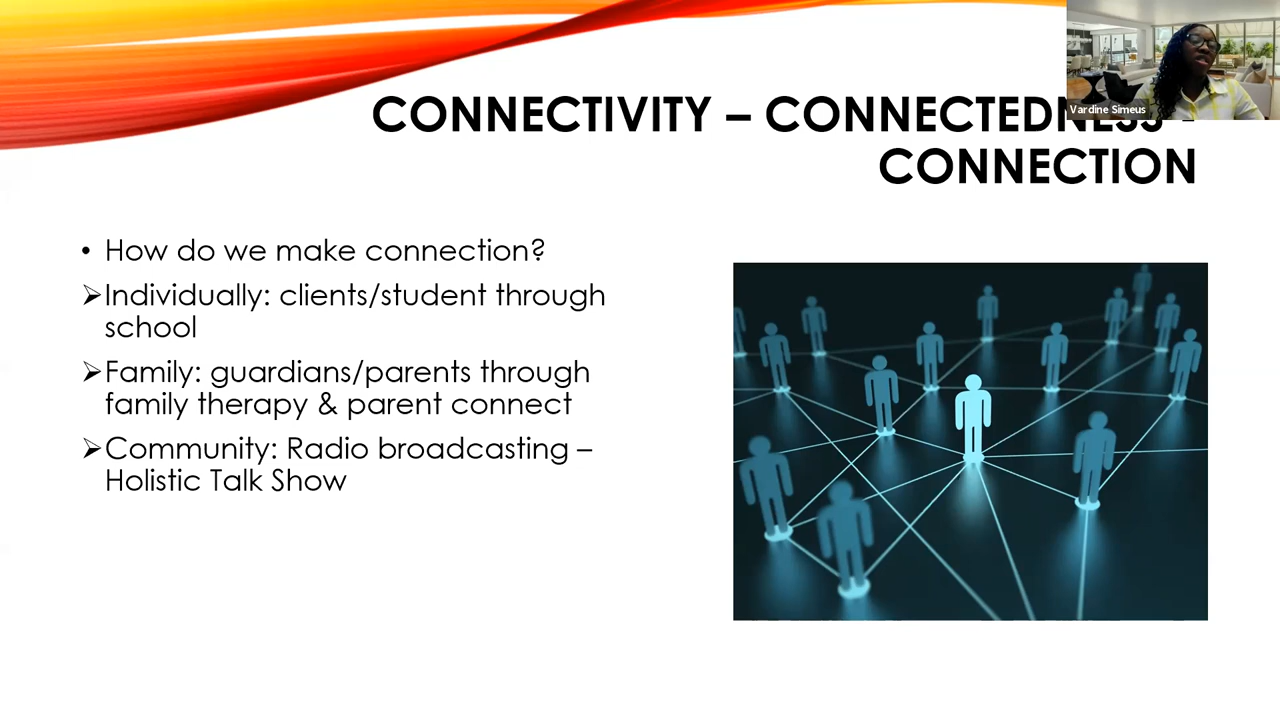 CONNECTIVITY – CONNECTEDNESS -
CONNECTION
Vardine Simeus
• How do we make connection?
➢Individually: clients/student through
school
➢Family: guardians/parents through
family therapy & parent connect
➢Community: Radio broadcasting –
Holistic Talk Show